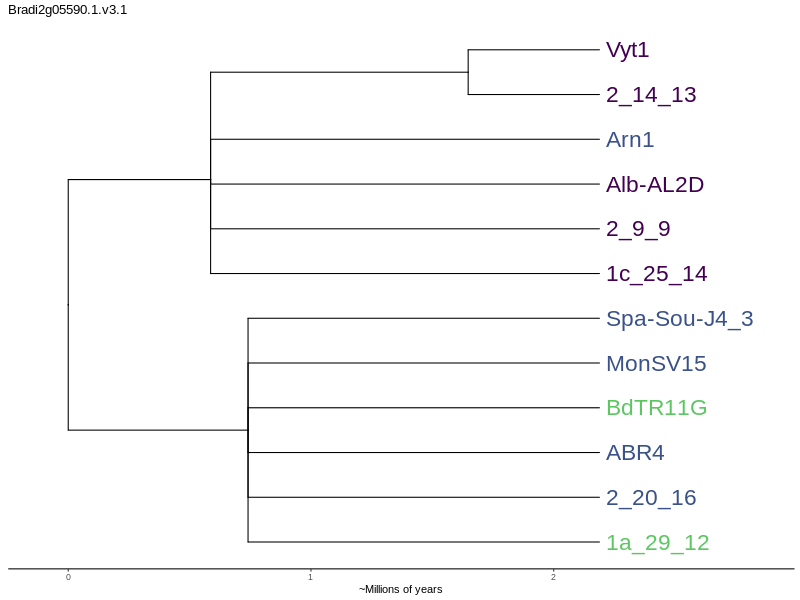 Bradi2g05590.1.v3.1
Vyt1
2_14_13
Arn1
Alb-AL2D
2_9_9
1c_25_14
Spa-Sou-J4_3
MonSV15
BdTR11G
ABR4
2_20_16
1a_29_12
0 1 2
~Millions of years